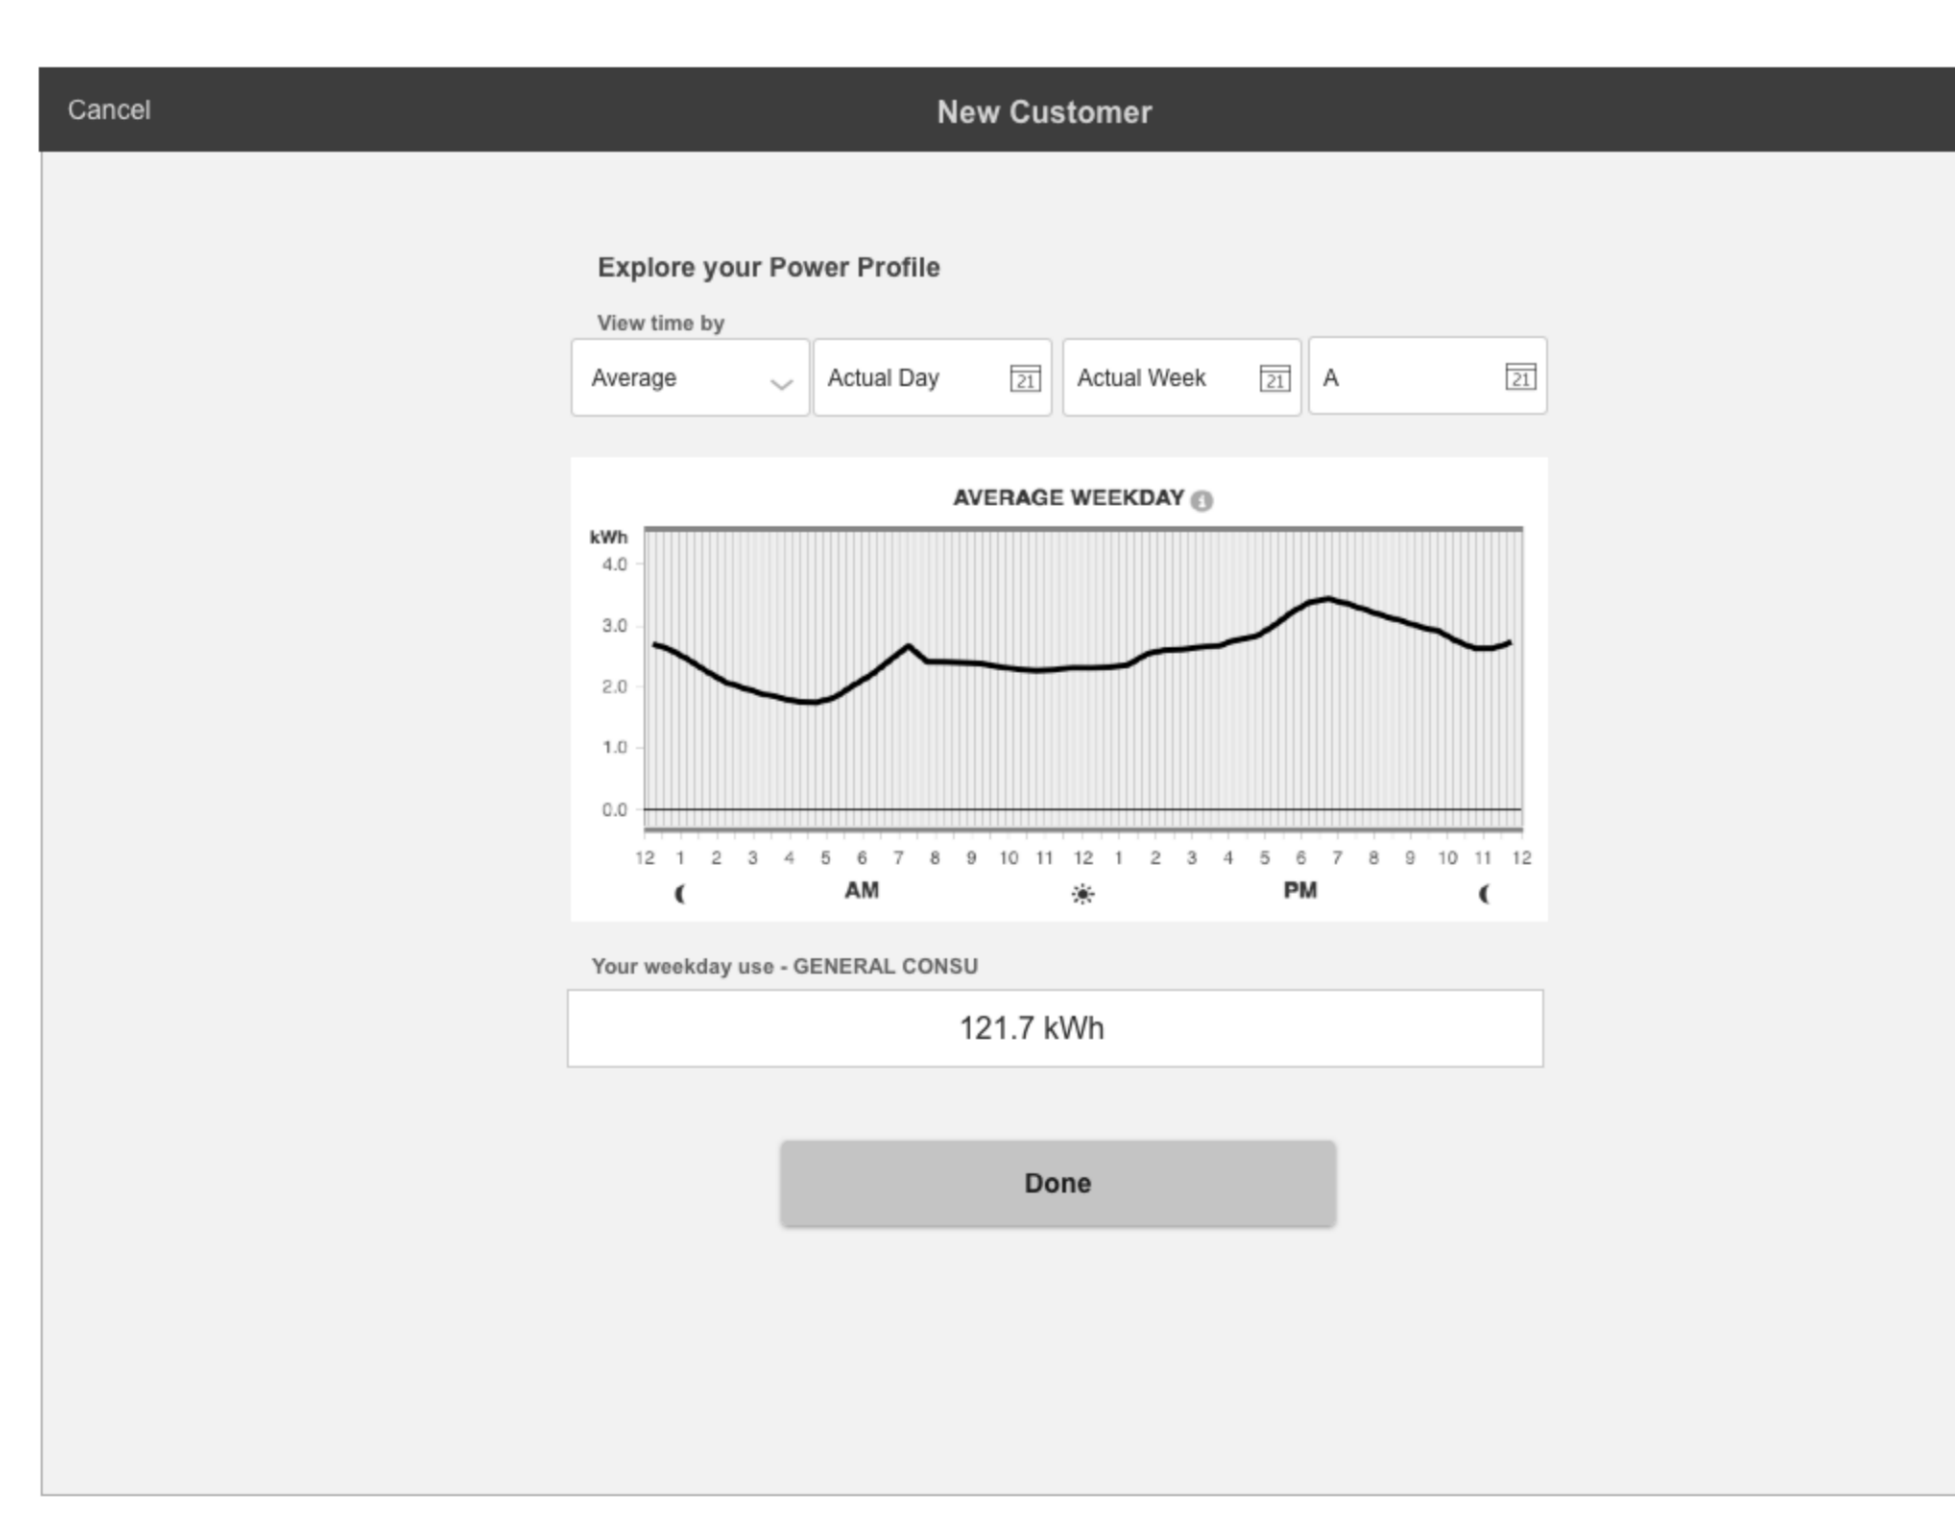 Cancel
New Customer
Explore your Power Profile
View time by
Average
Actual Day 21
Actual Week 21
A 21
AVERAGE WEEKDAY i
kWh
4.0
3.0
2.0
1.0
0.0
12 1 2 3 4 5 6 7 8 9 10 11 12 1 2 3 4 5 6 7 8 9 10 11 12
AM PM
Your weekday use - GENERAL CONSU
121.7 kWh
Done